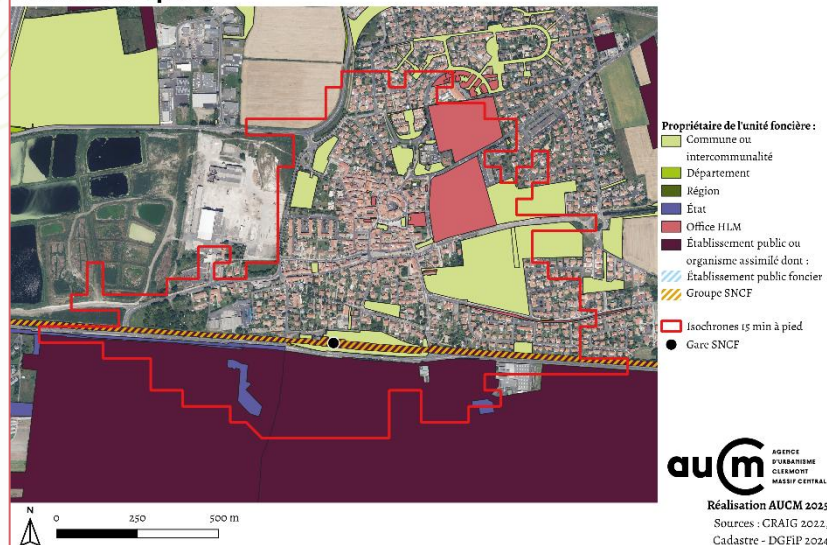 Propriétaire de l'unité foncière :
Commune ou
intercommunalité
Département
Région
État
Office HLM
Établissement public ou
organisme assimilé dont :
Établissement public foncier
Groupe SNCF
Isochrones 15 min à pied
Gare SNCF
auCm
AGENCE
D'URBANISME
CLERMONT
MASSIF CENTRAL
Réalisation AUCM 2025
Sources : CRAIG 2022,
Cadastre - DGFiP 2024
N
0 250 500 m